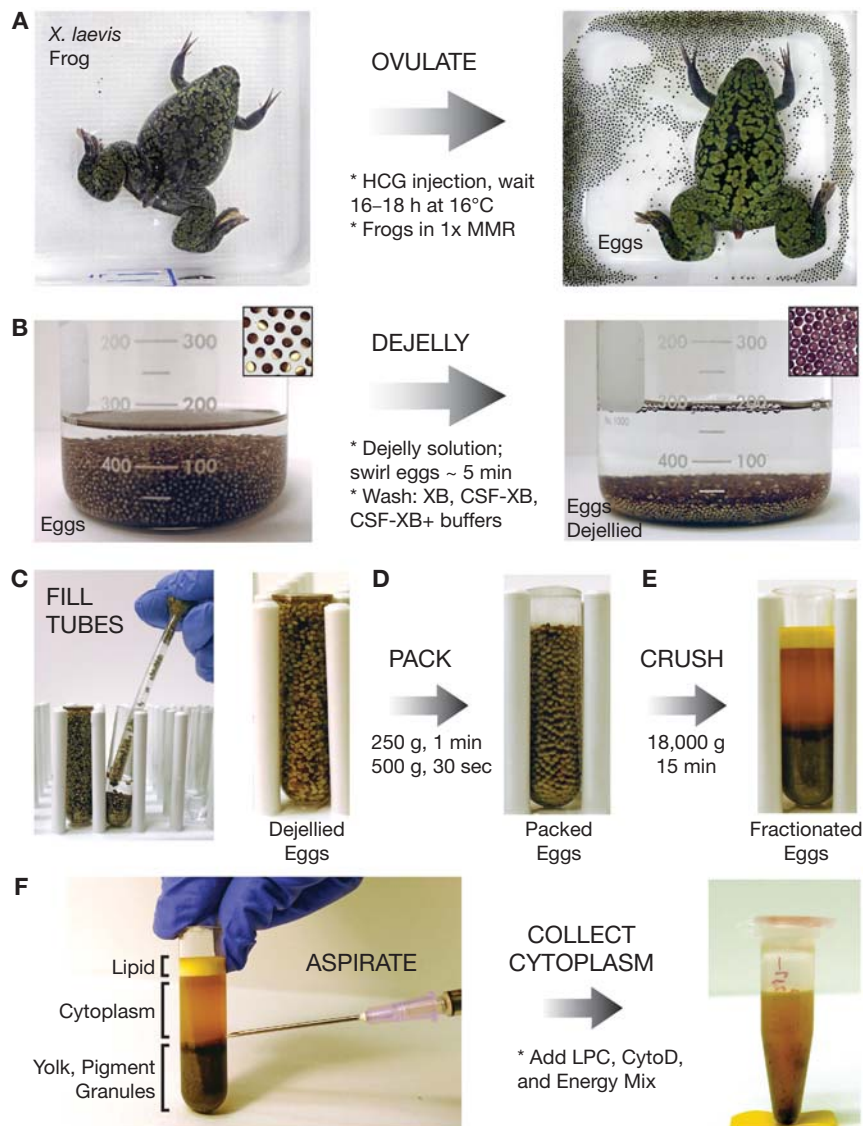 A
X. laevis
Frog
OVULATE
* HCG injection, wait
16–18 h at 16°C
* Frogs in 1x MMR
Eggs
B
200 300
300 200
400 100
Eggs
DEJELLY
* Dejelly solution;
swirl eggs ~ 5 min
* Wash: XB, CSF-XB,
CSF-XB+ buffers
200 300
300 200
No. 1000
400 100
Eggs
Dejellied
C
FILL
TUBES
Dejellied
Eggs
D
PACK
250 g, 1 min
500 g, 30 sec
Packed
Eggs
E
CRUSH
18,000 g
15 min
Fractionated
Eggs
F
Lipid
Cytoplasm
Yolk, Pigment
Granules
ASPIRATE
COLLECT
CYTOPLASM
* Add LPC, CytoD,
and Energy Mix